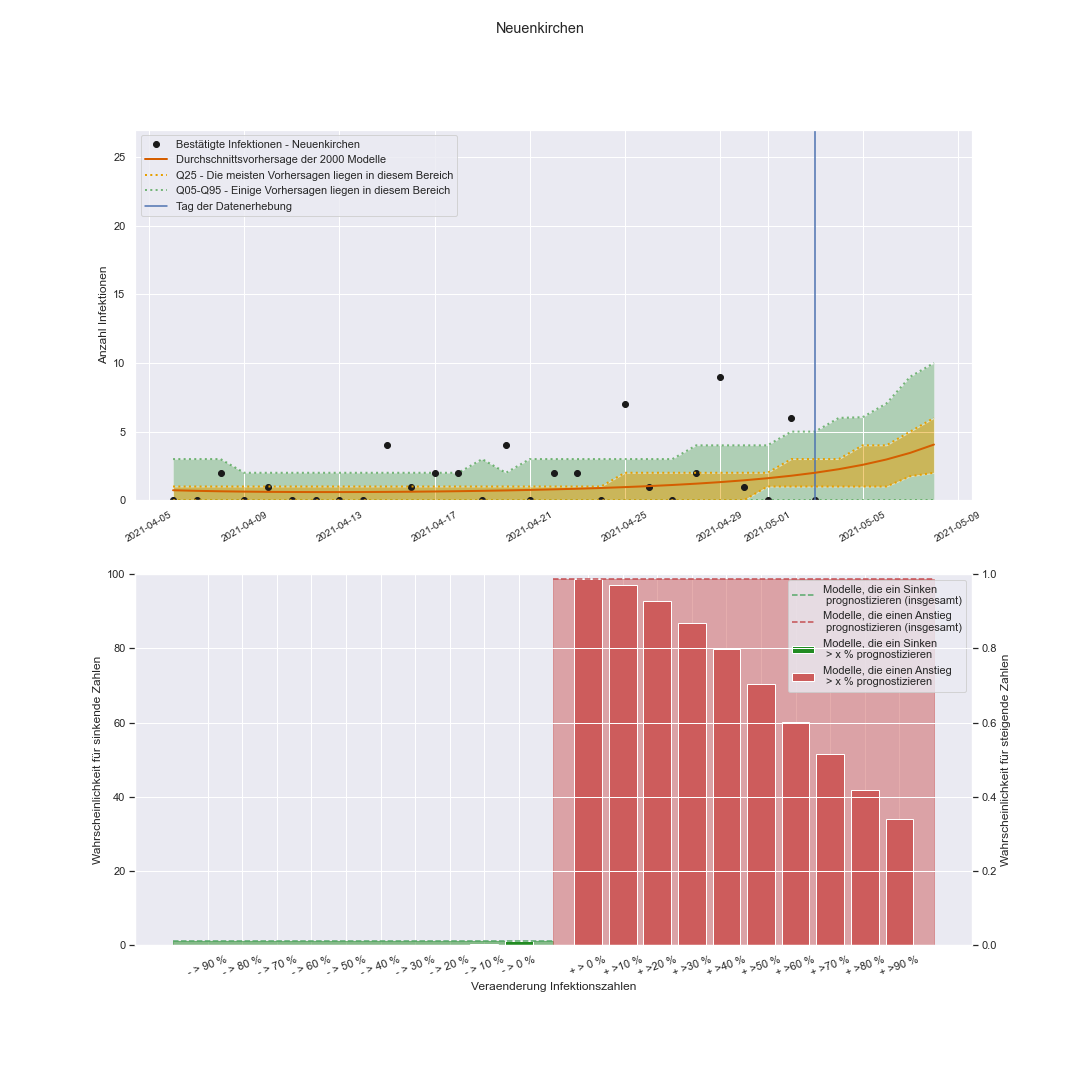 Neuenkirchen
Bestätigte Infektionen - Neuenkirchen
Durchschnittsvorhersage der 2000 Modelle
Q25 - Die meisten Vorhersagen liegen in diesem Bereich
Q05-Q95 - Einige Vorhersagen liegen in diesem Bereich
Tag der Datenerhebung
Anzahl Infektionen
25
20
15
10
5
0
2021-04-05
2021-04-09
2021-04-13
2021-04-17
2021-04-21
2021-04-25
2021-04-29
2021-05-01
2021-05-05
2021-05-09
Modelle, die ein Sinken
prognostizieren (insgesamt)
Modelle, die einen Anstieg
prognostizieren (insgesamt)
Modelle, die ein Sinken
> x % prognostizieren
Modelle, die einen Anstieg
> x % prognostizieren
Wahrscheinlichkeit für sinkende Zahlen
100
80
60
40
20
0
Wahrscheinlichkeit für steigende Zahlen
1.0
0.8
0.6
0.4
0.2
0.0
- > 90 %
- > 80 %
- > 70 %
- > 60 %
- > 50 %
- > 40 %
- > 30 %
- > 20 %
- > 10 %
- > 0 %
+ > 0 %
+ >10 %
+ >20 %
+ >30 %
+ >40 %
+ >50 %
+ >60 %
+ >70 %
+ >80 %
+ >90 %
Veraenderung Infektionszahlen